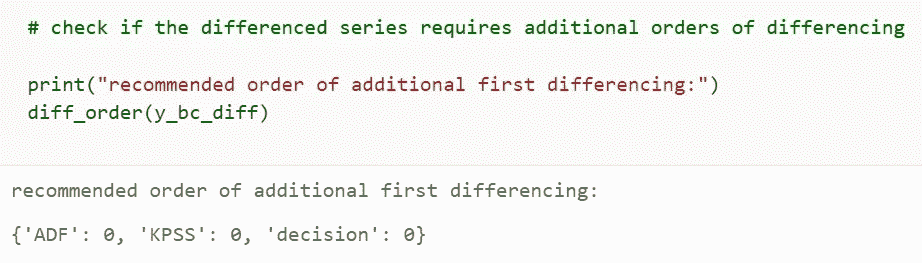 # check if the differenced series requires additional orders of differencing
print("recommended order of additional first differencing:")
diff_order(y_bc_diff)
recommended order of additional first differencing:
{'ADF': 0, 'KPSS': 0, 'decision': 0}